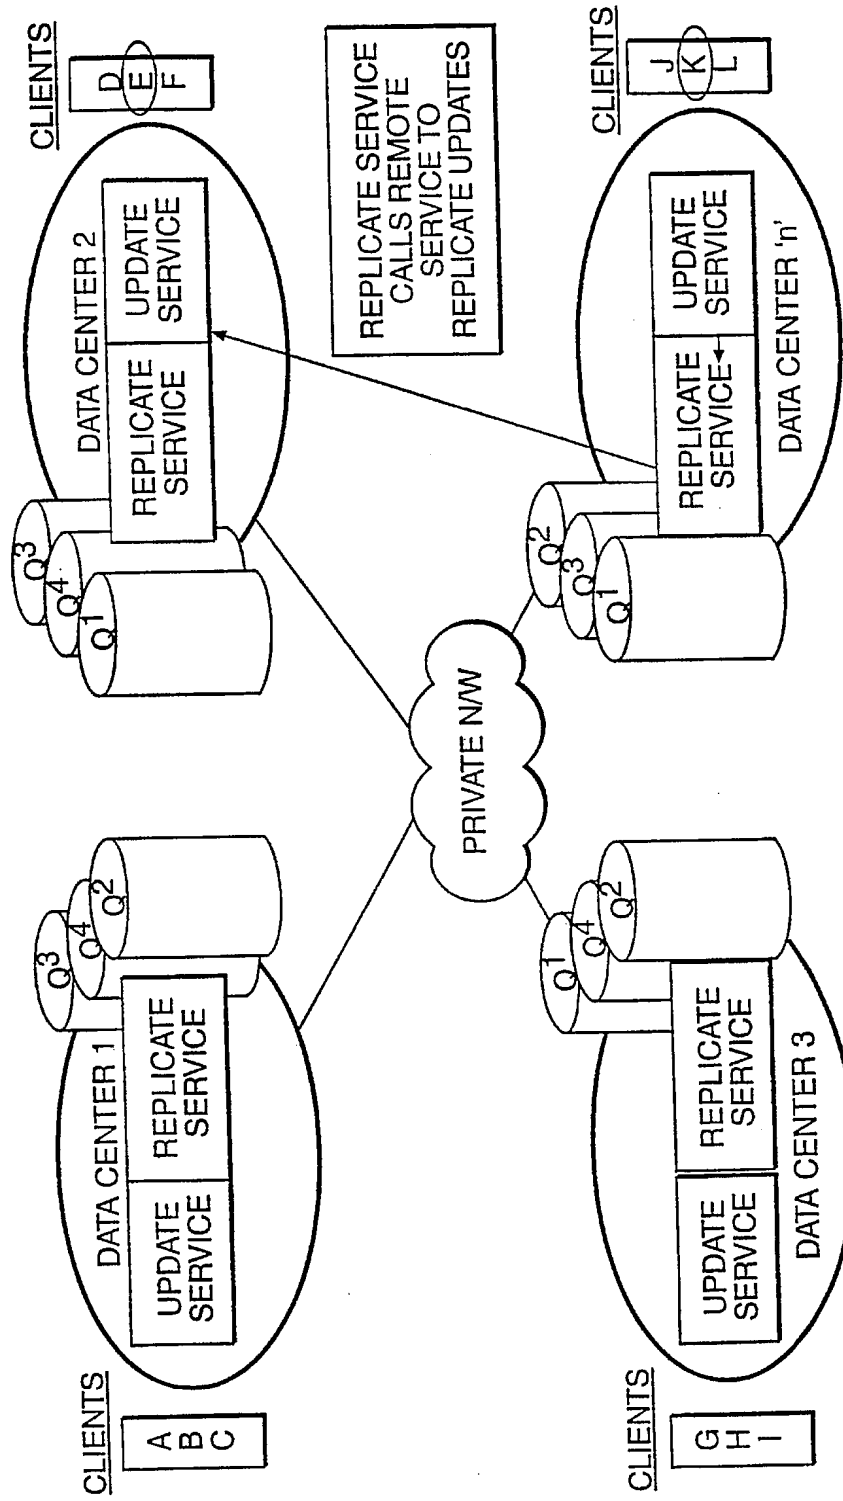 CLIENTS
A
B
C
DATA CENTER 1
UPDATE
SERVICE
REPLICATE
SERVICE
Q3
Q4
Q2
Q3
Q4
Q1
DATA CENTER 2
REPLICATE
SERVICE
UPDATE
SERVICE
CLIENTS
D
E
F
PRIVATE N/W
REPLICATE SERVICE
CALLS REMOTE
SERVICE TO
REPLICATE UPDATES
CLIENTS
G
H
I
UPDATE
SERVICE
REPLICATE
SERVICE
DATA CENTER 3
Q1
Q4
Q2
Q2
Q3
Q1
REPLICATE
SERVICE
UPDATE
SERVICE
DATA CENTER 'n'
CLIENTS
J
K
L